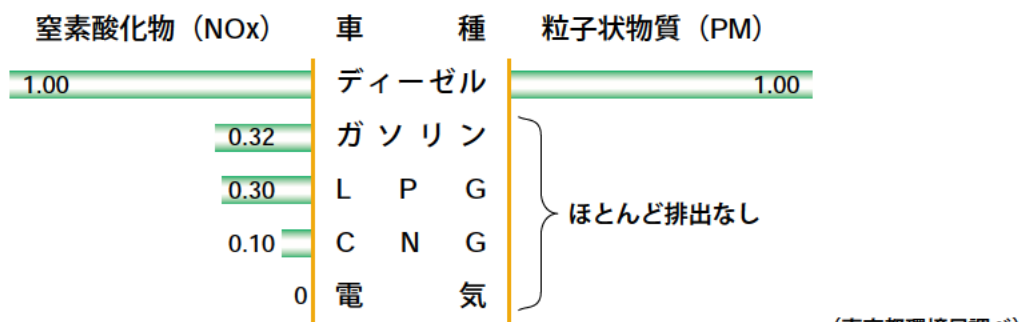 窒素酸化物（NOx） 車種 粒子状物質（PM）
1.00 ディーゼル 1.00
0.32 ガソリン
0.30 LPG
ほとんど排出なし
0.10 CNG
0 電気